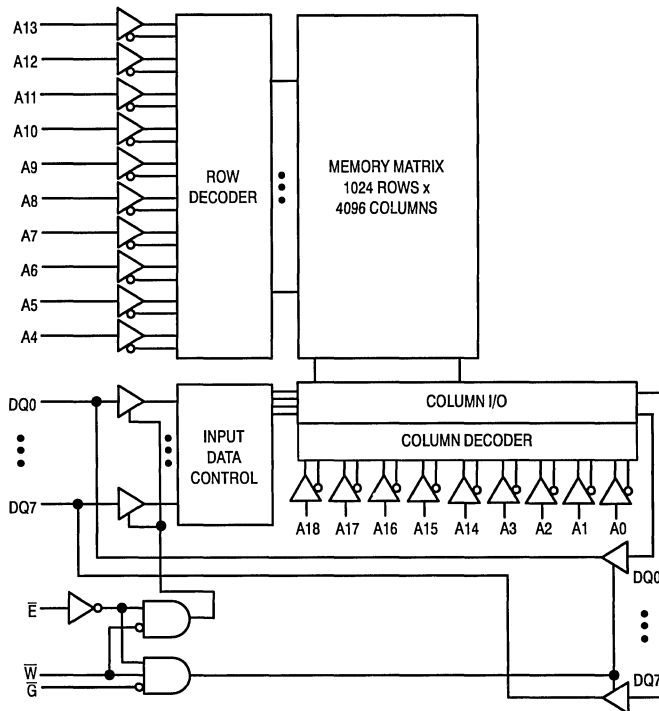 A13
A12
A11
A10
A9
A8
A7
A6
A5
A4
ROW
DECODER
MEMORY MATRIX
1024 ROWS x
4096 COLUMNS
DQ0
DQ7
INPUT
DATA
CONTROL
COLUMN I/O
COLUMN DECODER
A18 A17 A16 A15 A14 A3 A2 A1 A0
DQ0
DQ7
E̅
W̅
G̅